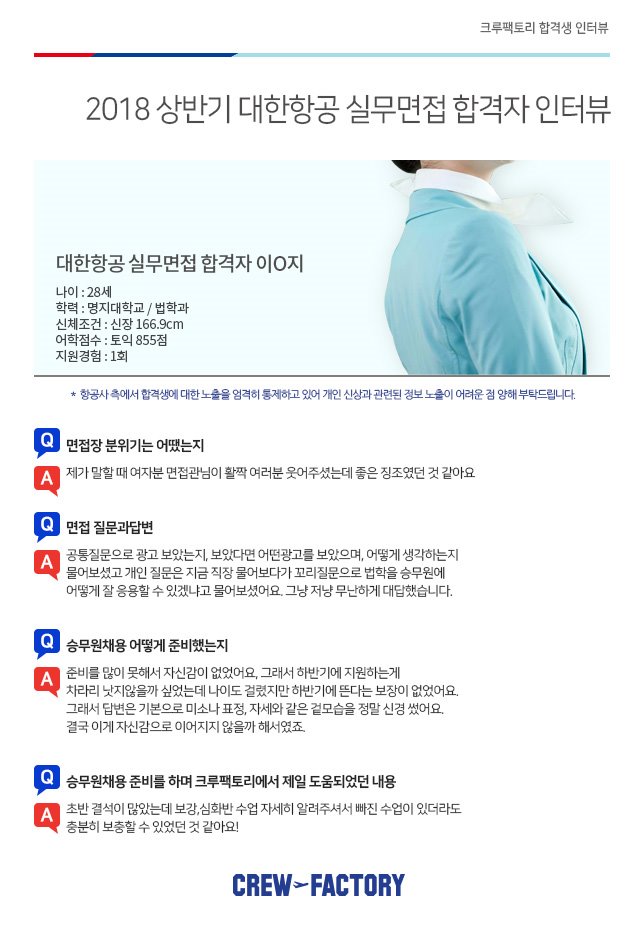 크루팩토리 합격생 인터뷰
2018 상반기 대한항공 실무면접 합격자 인터뷰
대한항공 실무면접 합격자 이O지
나이 : 28세
학력 : 명지대학교 / 법학과
신체조건 : 신장 166.9cm
어학점수 : 토익 855점
지원경험 : 1회
* 항공사 측에서 합격생에 대한 노출을 엄격히 통제하고 있어 개인 신상과 관련된 정보 노출이 어려운 점 양해 부탁드립니다.
Q 면접장 분위기는 어땠는지
A 제가 말할 때 여자분 면접관님이 활짝 여러분 웃어주셨는데 좋은 징조였던 것 같아요
Q 면접 질문과답변
A 공통질문으로 광고 보았는지, 보았다면 어떤광고를 보았으며, 어떻게 생각하는지
물어보셨고 개인 질문은 지금 직장 물어보다가 꼬리질문으로 법학을 승무원에
어떻게 잘 응용할 수 있겠냐고 물어보셨어요. 그냥 저냥 무난하게 대답했습니다.
Q 승무원채용 어떻게 준비했는지
A 준비를 많이 못해서 자신감이 없었어요, 그래서 하반기에 지원하는게
차라리 낫지않을까 싶었는데 나이도 걸렸지만 하반기에 뜬다는 보장이 없었어요.
그래서 답변은 기본으로 미소나 표정, 자세와 같은 겉모습을 정말 신경 썼어요.
결국 이게 자신감으로 이어지지 않을까 해서였죠.
Q 승무원채용 준비를 하며 크루팩토리에서 제일 도움되었던 내용
A 초반 결석이 많았는데 보강,심화반 수업 자세히 알려주셔서 빠진 수업이 있더라도
충분히 보충할 수 있었던 것 같아요!
CREW FACTORY